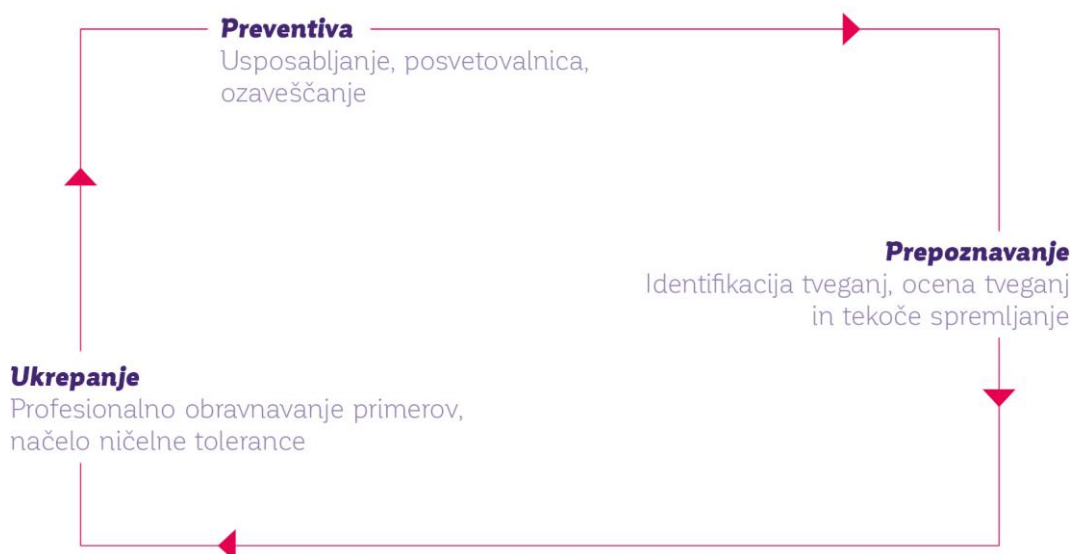 Preventiva
Usposabljanje, posvetovalnica,
ozaveščanje
Prepoznavanje
Identifikacija tveganj, ocena tveganj
in tekoče spremljanje
Ukrepanje
Profesionalno obravnavanje primerov,
načelo ničelne tolerance